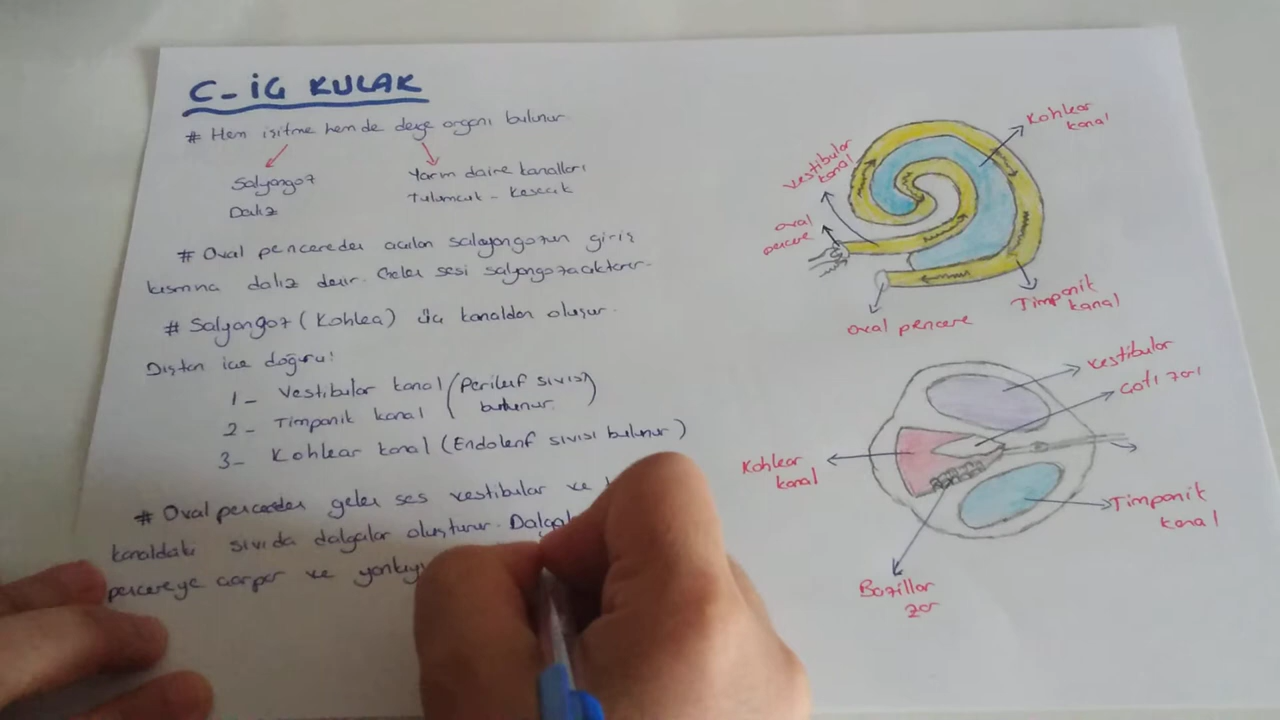 C- İÇ KULAK
# Hem işitme hem de denge organı bulunur.
Salyangoz
Dalız
Yarım daire kanalları
Tulumcuk - Kesecik
# Oval pencereden açılan salyangozun giriş
kısmına dalız denir. Gelen sesi salyangoza aktarır.
# Salyangoz (Kohlea) üç kanaldan oluşur.
Dıştan içe doğru;
1- Vestibular kanal (Perilenf sıvısı
2- Timpanik kanal bulunur.)
3- Kohlear kanal (Endolenf sıvısı bulunur)
# Oval pencereden gelen ses vestibular ve
kanaldaki sıvıda dalgalar oluşturur.
pencereye çarpar ve
Kohlear
kanal
Vestibular
kanal
oval
pencere
Timpanik
kanal
Oval pencere
Vestibular
Çatı zarı
Kohlear
kanal
Timpanik
kanal
Bazillar
zar